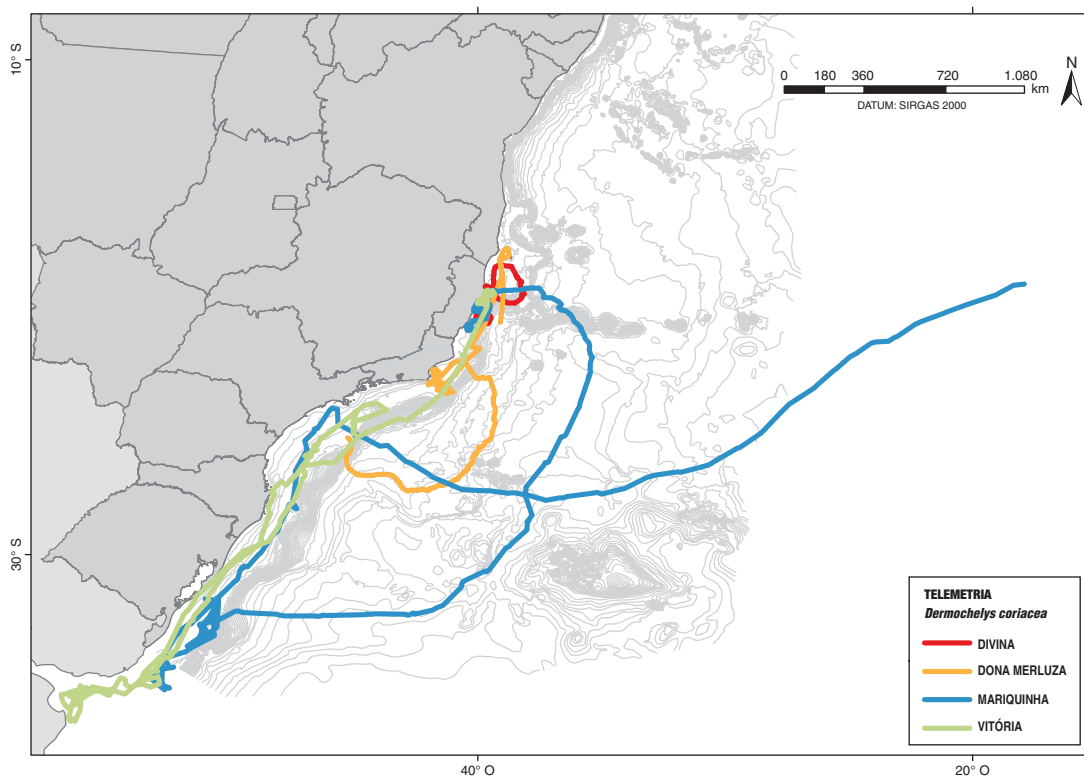 10° S
N
0 180 360 720 1.080
km
DATUM: SIRGAS 2000
30° S
TELEMETRIA
Dermochelys coriacea
DIVINA
DONA MERLUZA
MARIQUINHA
VITÓRIA
40° O 20° O